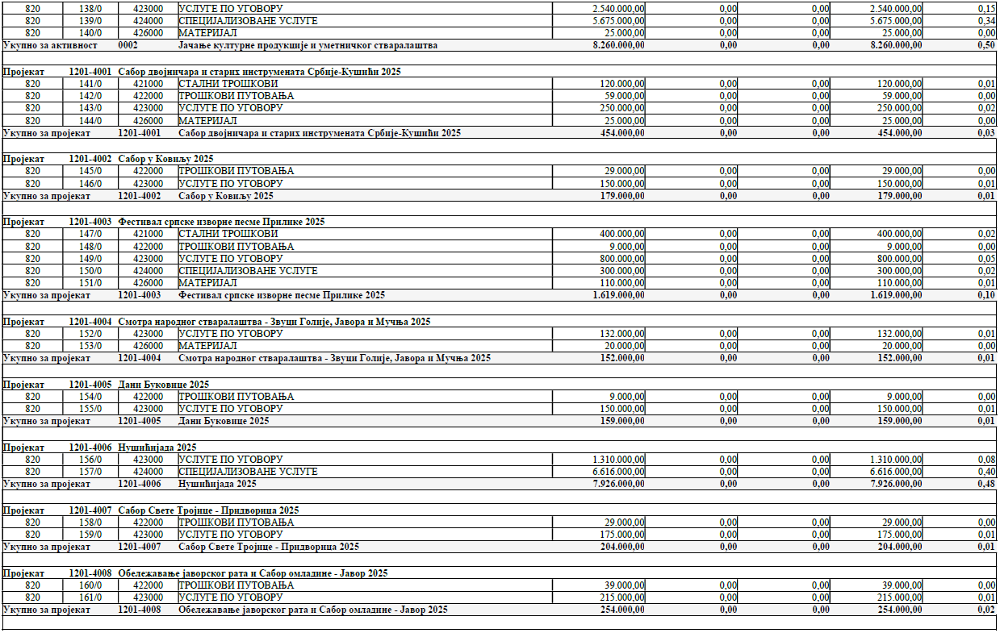 820 138/0 423000 УСЛУГЕ ПО УГОВОРУ 2.540.000,00 0,00 0,00 2.540.000,00 0,15
820 139/0 424000 СПЕЦИЈАЛИЗОВАНЕ УСЛУГЕ 5.675.000,00 0,00 0,00 5.675.000,00 0,34
820 140/0 426000 МАТЕРИЈАЛ 25.000,00 0,00 0,00 25.000,00 0,00
Укупно за активност 0002 Јачање културне продукције и уметничког стваралаштва 8.260.000,00 0,00 0,00 8.260.000,00 0,50
Пројекат 1201-4001 Сабор двојничара и старих инструмената Србије-Кушићи 2025
820 141/0 421000 СТАЛНИ ТРОШКОВИ 120.000,00 0,00 0,00 120.000,00 0,01
820 142/0 422000 ТРОШКОВИ ПУТОВАЊА 59.000,00 0,00 0,00 59.000,00 0,00
820 143/0 423000 УСЛУГЕ ПО УГОВОРУ 250.000,00 0,00 0,00 250.000,00 0,02
820 144/0 426000 МАТЕРИЈАЛ 25.000,00 0,00 0,00 25.000,00 0,00
Укупно за пројекат 1201-4001 Сабор двојничара и старих инструмената Србије-Кушићи 2025 454.000,00 0,00 0,00 454.000,00 0,03
Пројекат 1201-4002 Сабор у Ковиљу 2025
820 145/0 422000 ТРОШКОВИ ПУТОВАЊА 29.000,00 0,00 0,00 29.000,00 0,00
820 146/0 423000 УСЛУГЕ ПО УГОВОРУ 150.000,00 0,00 0,00 150.000,00 0,01
Укупно за пројекат 1201-4002 Сабор у Ковиљу 2025 179.000,00 0,00 0,00 179.000,00 0,01
Пројекат 1201-4003 Фестивал српске изворне песме Прилике 2025
820 147/0 421000 СТАЛНИ ТРОШКОВИ 400.000,00 0,00 0,00 400.000,00 0,02
820 148/0 422000 ТРОШКОВИ ПУТОВАЊА 9.000,00 0,00 0,00 9.000,00 0,00
820 149/0 423000 УСЛУГЕ ПО УГОВОРУ 800.000,00 0,00 0,00 800.000,00 0,05
820 150/0 424000 СПЕЦИЈАЛИЗОВАНЕ УСЛУГЕ 300.000,00 0,00 0,00 300.000,00 0,02
820 151/0 426000 МАТЕРИЈАЛ 110.000,00 0,00 0,00 110.000,00 0,01
Укупно за пројекат 1201-4003 Фестивал српске изворне песме Прилике 2025 1.619.000,00 0,00 0,00 1.619.000,00 0,10
Пројекат 1201-4004 Смотра народног стваралаштва - Звуци Голије, Јавора и Мучња 2025
820 152/0 423000 УСЛУГЕ ПО УГОВОРУ 132.000,00 0,00 0,00 132.000,00 0,01
820 153/0 426000 МАТЕРИЈАЛ 20.000,00 0,00 0,00 20.000,00 0,00
Укупно за пројекат 1201-4004 Смотра народног стваралаштва - Звуци Голије, Јавора и Мучња 2025 152.000,00 0,00 0,00 152.000,00 0,01
Пројекат 1201-4005 Дани Буковице 2025
820 154/0 422000 ТРОШКОВИ ПУТОВАЊА 9.000,00 0,00 0,00 9.000,00 0,00
820 155/0 423000 УСЛУГЕ ПО УГОВОРУ 150.000,00 0,00 0,00 150.000,00 0,01
Укупно за пројекат 1201-4005 Дани Буковице 2025 159.000,00 0,00 0,00 159.000,00 0,01
Пројекат 1201-4006 Нушићијада 2025
820 156/0 423000 УСЛУГЕ ПО УГОВОРУ 1.310.000,00 0,00 0,00 1.310.000,00 0,08
820 157/0 424000 СПЕЦИЈАЛИЗОВАНЕ УСЛУГЕ 6.616.000,00 0,00 0,00 6.616.000,00 0,40
Укупно за пројекат 1201-4006 Нушићијада 2025 7.926.000,00 0,00 0,00 7.926.000,00 0,48
Пројекат 1201-4007 Сабор Свете Тројице - Придворица 2025
820 158/0 422000 ТРОШКОВИ ПУТОВАЊА 29.000,00 0,00 0,00 29.000,00 0,00
820 159/0 423000 УСЛУГЕ ПО УГОВОРУ 175.000,00 0,00 0,00 175.000,00 0,01
Укупно за пројекат 1201-4007 Сабор Свете Тројице - Придворица 2025 204.000,00 0,00 0,00 204.000,00 0,01
Пројекат 1201-4008 Обележавање јаворског рата и Сабор омладине - Јавор 2025
820 160/0 422000 ТРОШКОВИ ПУТОВАЊА 39.000,00 0,00 0,00 39.000,00 0,00
820 161/0 423000 УСЛУГЕ ПО УГОВОРУ 215.000,00 0,00 0,00 215.000,00 0,01
Укупно за пројекат 1201-4008 Обележавање јаворског рата и Сабор омладине - Јавор 2025 254.000,00 0,00 0,00 254.000,00 0,02